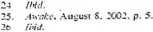 24 Ibid.
25. Awake, August 8, 2002, p. 5.
26 Ibid.